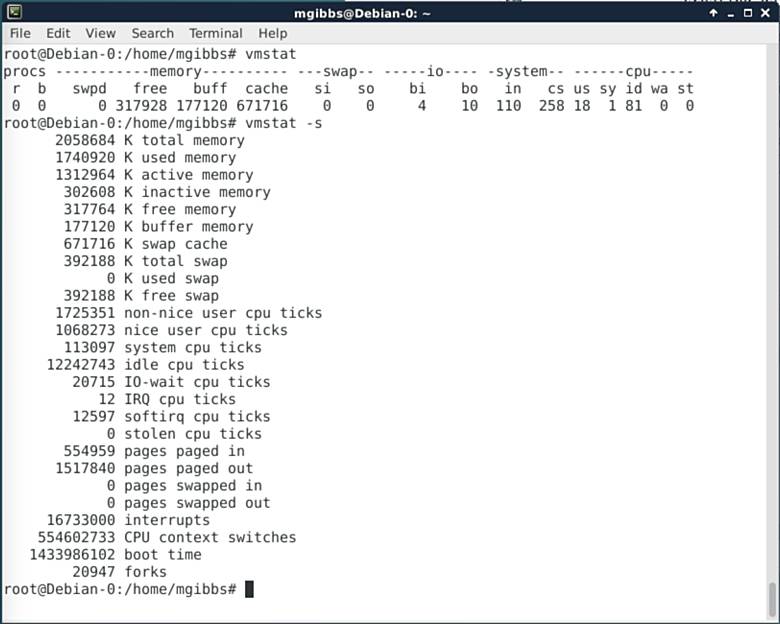 mgibbs@Debian-0: ~
File Edit View Search Terminal Help
root@Debian-0:/home/mgibbs# vmstat
procs -----------memory---------- ---swap-- -----io---- -system-- ------cpu-----
 r  b   swpd   free   buff  cache   si   so    bi    bo   in   cs us sy id wa st
 0  0      0 317928 177120 671716    0    0     4    10  110  258 18  1 81  0  0
root@Debian-0:/home/mgibbs# vmstat -s
      2058684 K total memory
      1740920 K used memory
      1312964 K active memory
       302608 K inactive memory
       317764 K free memory
       177120 K buffer memory
       671716 K swap cache
       392188 K total swap
            0 K used swap
       392188 K free swap
      1725351 non-nice user cpu ticks
      1068273 nice user cpu ticks
       113097 system cpu ticks
     12242743 idle cpu ticks
        20715 IO-wait cpu ticks
           12 IRQ cpu ticks
        12597 softirq cpu ticks
            0 stolen cpu ticks
       554959 pages paged in
      1517840 pages paged out
            0 pages swapped in
            0 pages swapped out
     16733000 interrupts
    554602733 CPU context switches
   1433986102 boot time
        20947 forks
root@Debian-0:/home/mgibbs#